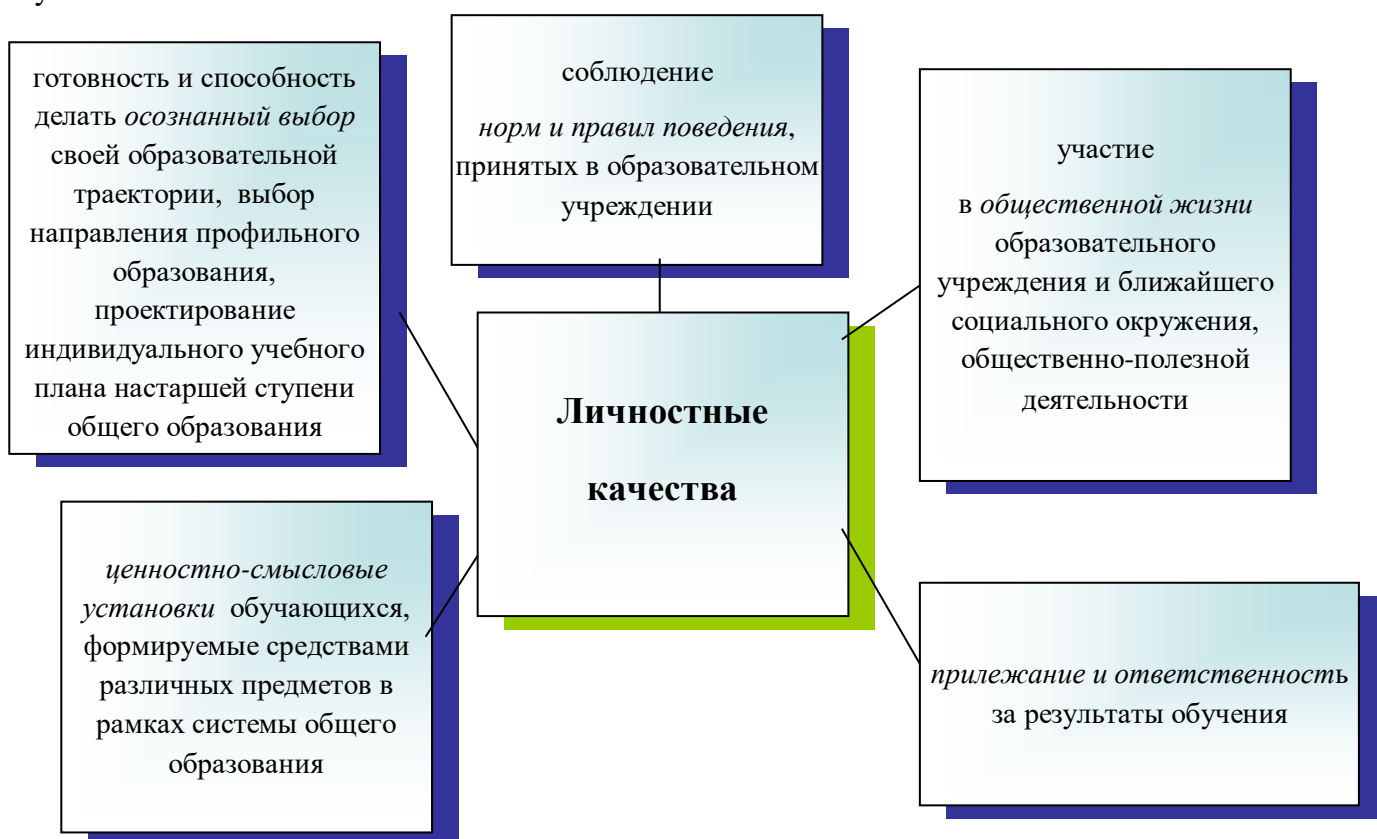 готовность и способность
делать осознанный выбор
своей образовательной
траектории, выбор
направления профильного
образования,
проектирование
индивидуального учебного
плана настаршей ступени
общего образования
соблюдение
норм и правил поведения,
принятых в образовательном
учреждении
участие
в общественной жизни
образовательного
учреждения и ближайшего
социального окружения,
общественно-полезной
деятельности
Личностные
качества
ценностно-смысловые
установки обучающихся,
формируемые средствами
различных предметов в
рамках системы общего
образования
прилежание и ответственность
за результаты обучения